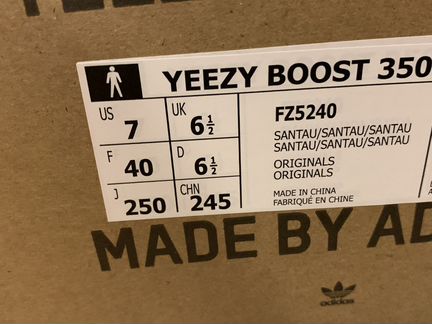 YEEZY BOOST 350
US
7
UK
6½
F
40
D
6½
J
250
CHN
245
FZ5240
SANTAU/SANTAU/SANTAU
SANTAU/SANTAU/SANTAU
ORIGINALS
ORIGINALS
MADE IN CHINA
FABRIQUÉ EN CHINE
MADE BY AD
adidas